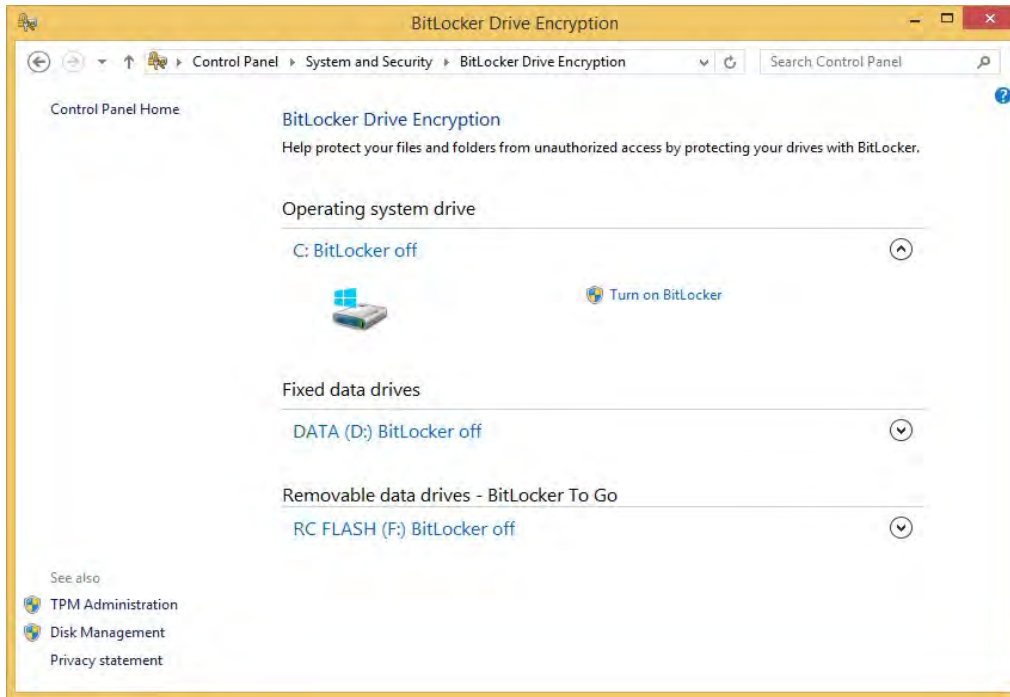 BitLocker Drive Encryption
Control Panel System and Security BitLocker Drive Encryption
Search Control Panel
Control Panel Home
BitLocker Drive Encryption
Help protect your files and folders from unauthorized access by protecting your drives with BitLocker.
Operating system drive
C: BitLocker off
Turn on BitLocker
Fixed data drives
DATA (D:) BitLocker off
Removable data drives - BitLocker To Go
RC FLASH (F:) BitLocker off
See also
TPM Administration
Disk Management
Privacy statement